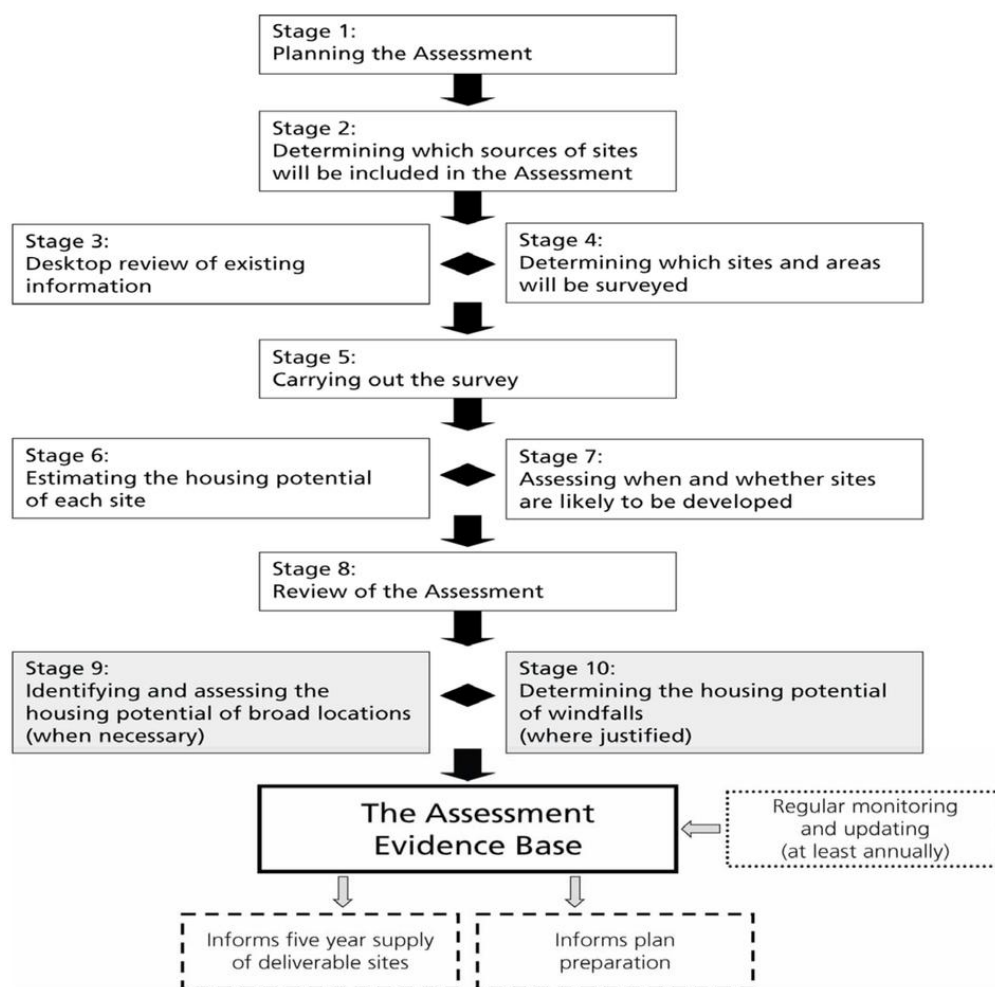 Stage 1:
Planning the Assessment
Stage 2:
Determining which sources of sites
will be included in the Assessment
Stage 3:
Desktop review of existing
information
Stage 4:
Determining which sites and areas
will be surveyed
Stage 5:
Carrying out the survey
Stage 6:
Estimating the housing potential
of each site
Stage 7:
Assessing when and whether sites
are likely to be developed
Stage 8:
Review of the Assessment
Stage 9:
Identifying and assessing the
housing potential of broad locations
(when necessary)
Stage 10:
Determining the housing potential
of windfalls
(where justified)
The Assessment
Evidence Base
Regular monitoring
and updating
(at least annually)
Informs five year supply
of deliverable sites
Informs plan
preparation